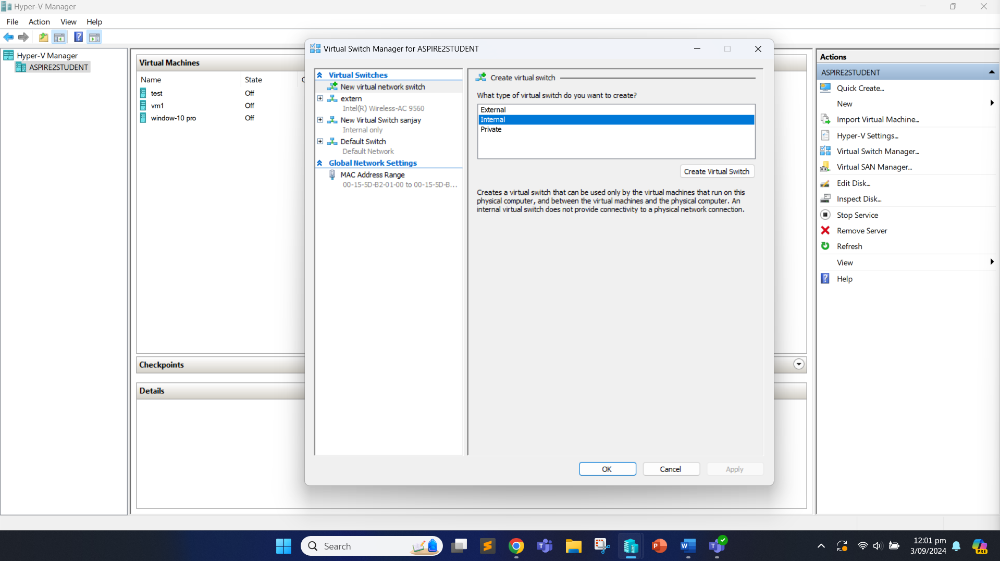 Hyper-V Manager
File Action View Help
Hyper-V Manager
ASPIRE2STUDENT
Virtual Machines
Name State
test Off
vm1 Off
window-10 pro Off
Checkpoints
Details
Virtual Switch Manager for ASPIRE2STUDENT
Virtual Switches
New virtual network switch
extern
Intel(R) Wireless-AC 9560
New Virtual Switch sanjay
Internal only
Default Switch
Default Network
Global Network Settings
MAC Address Range
00-15-5D-B2-01-00 to 00-15-5D-B...
Create virtual switch
What type of virtual switch do you want to create?
External
Internal
Private
Create Virtual Switch
Creates a virtual switch that can be used only by the virtual machines that run on this
physical computer, and between the virtual machines and the physical computer. An
internal virtual switch does not provide connectivity to a physical network connection.
OK Cancel Apply
Actions
ASPIRE2STUDENT
Quick Create...
New
Import Virtual Machine...
Hyper-V Settings...
Virtual Switch Manager...
Virtual SAN Manager...
Edit Disk...
Inspect Disk...
Stop Service
Remove Server
Refresh
View
Help
Search
12:01 pm
3/09/2024
PRE